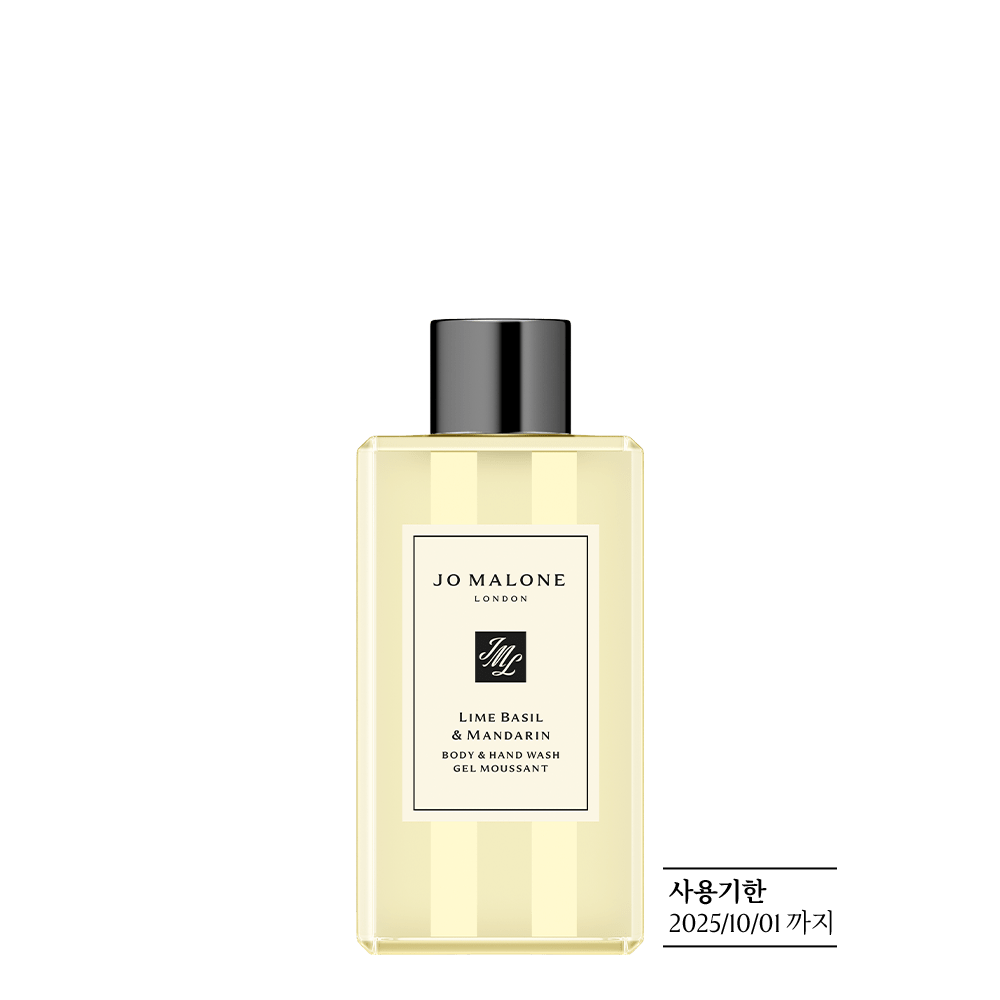 JO MALONE
LONDON
JML
LIME BASIL
& MANDARIN
BODY & HAND WASH
GEL MOUSSANT
사용기한
2025/10/01 까지